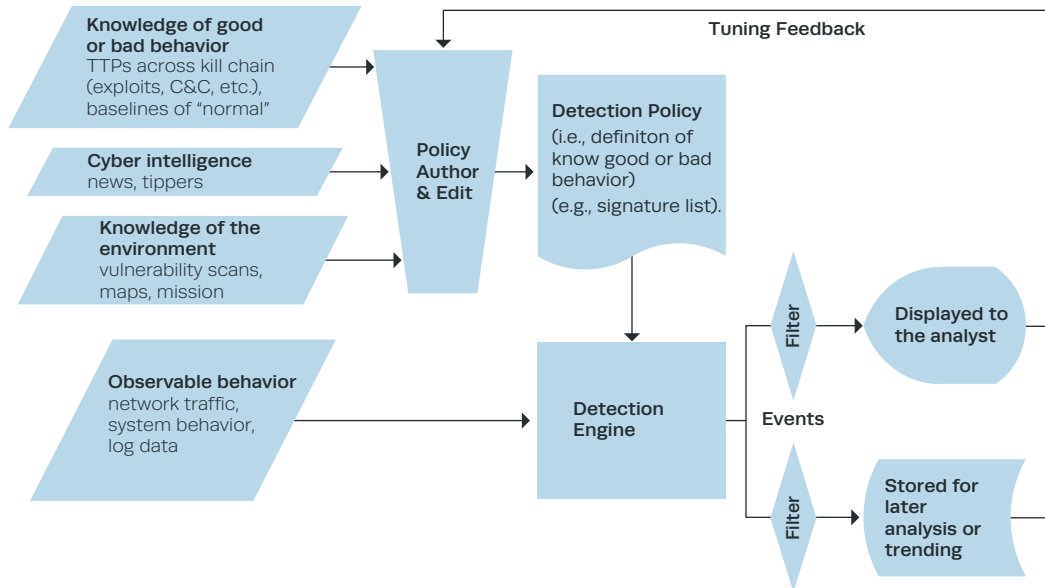 Tuning Feedback
Knowledge of good
or bad behavior
TTPs across kill chain
(exploits, C&C, etc.),
baselines of “normal”
Cyber intelligence
news, tippers
Knowledge of the
environment
vulnerability scans,
maps, mission
Policy
Author
& Edit
Detection Policy
(i.e., definiton of
know good or bad
behavior)
(e.g., signature list).
Observable behavior
network traffic,
system behavior,
log data
Detection
Engine
Events
Filter
Displayed to
the analyst
Filter
Stored for
later
analysis or
trending